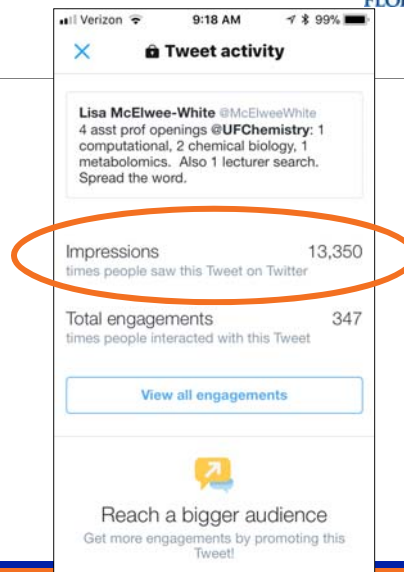 Verizon 9:18 AM 99%
Tweet activity
Lisa McElwee-White @McElweeWhite
4 asst prof openings @UFChemistry: 1
computational, 2 chemical biology, 1
metabolomics. Also 1 lecturer search.
Spread the word.
Impressions 13,350
times people saw this Tweet on Twitter
Total engagements 347
times people interacted with this Tweet
View all engagements
Reach a bigger audience
Get more engagements by promoting this
Tweet!